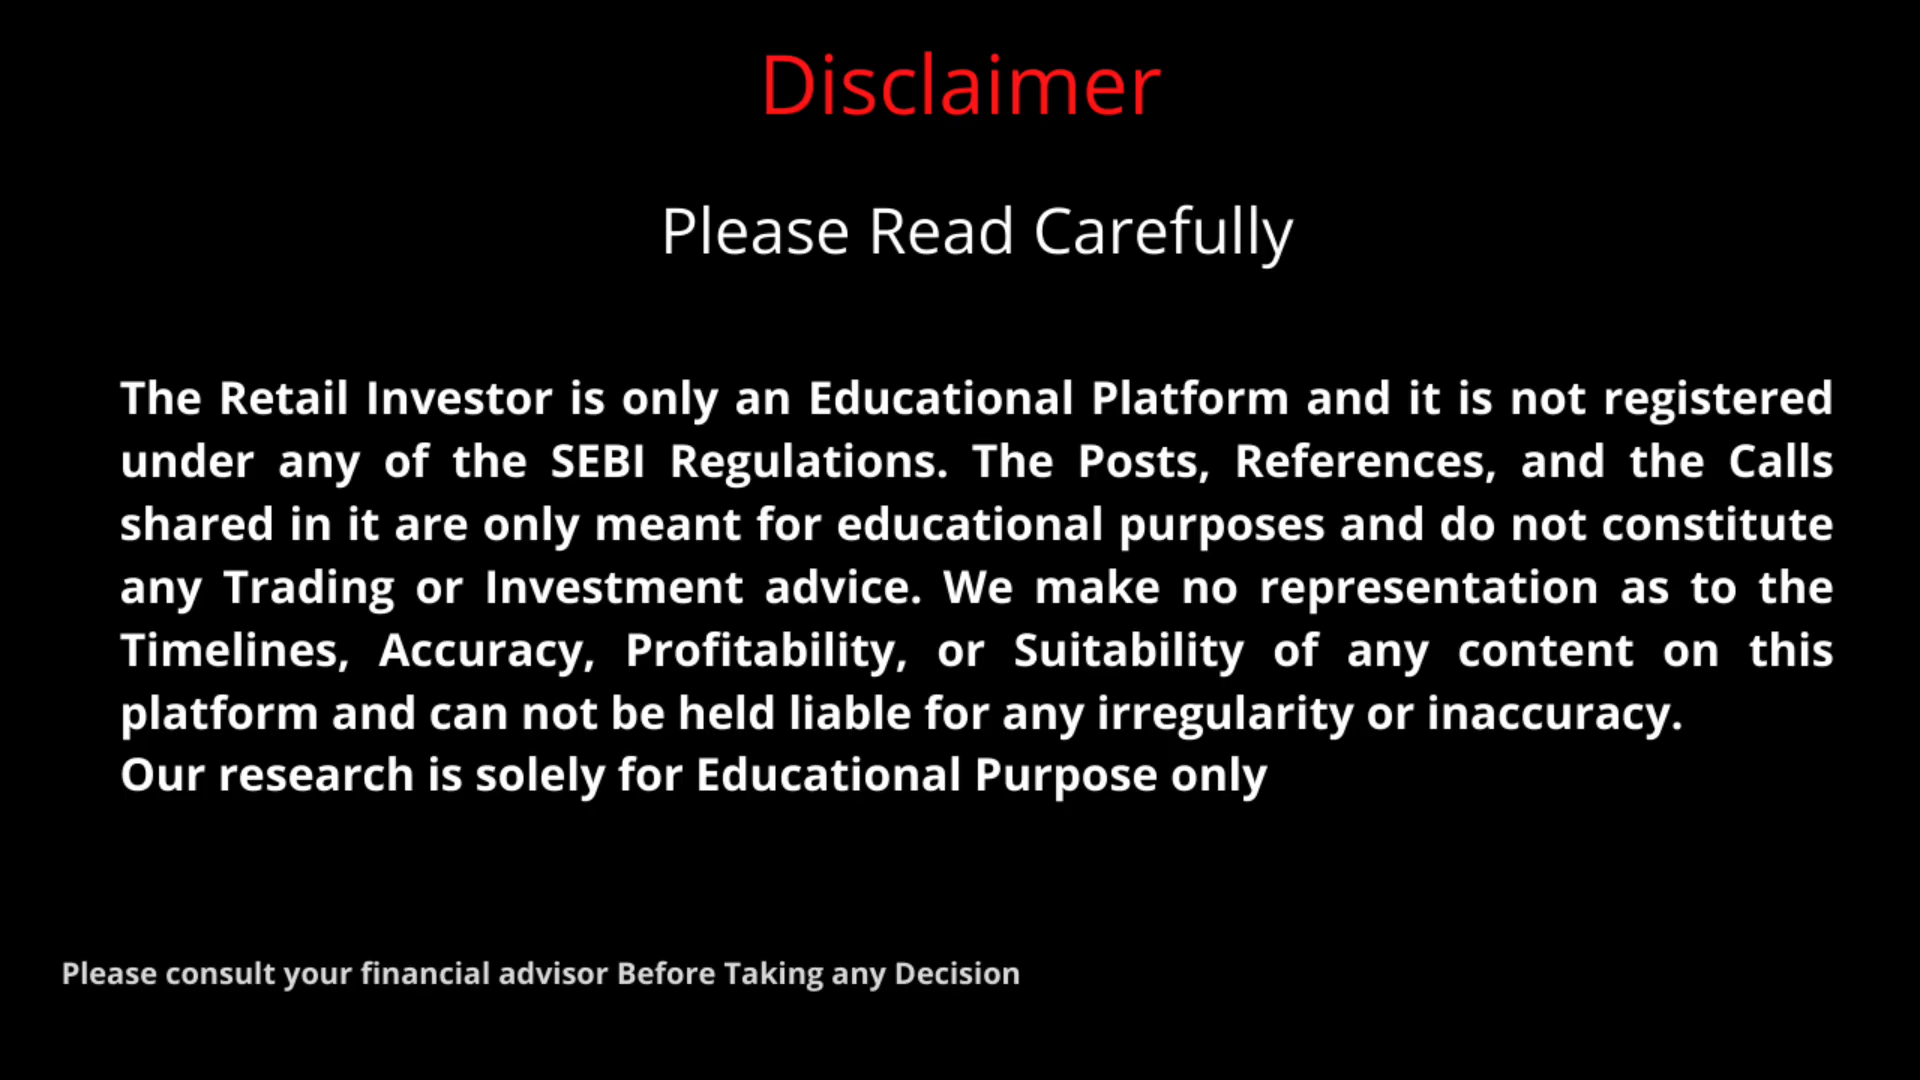 Disclaimer
Please Read Carefully
The Retail Investor is only an Educational Platform and it is not registered
under any of the SEBI Regulations. The Posts, References, and the Calls
shared in it are only meant for educational purposes and do not constitute
any Trading or Investment advice. We make no representation as to the
Timelines, Accuracy, Profitability, or Suitability of any content on this
platform and can not be held liable for any irregularity or inaccuracy.
Our research is solely for Educational Purpose only
Please consult your financial advisor Before Taking any Decision